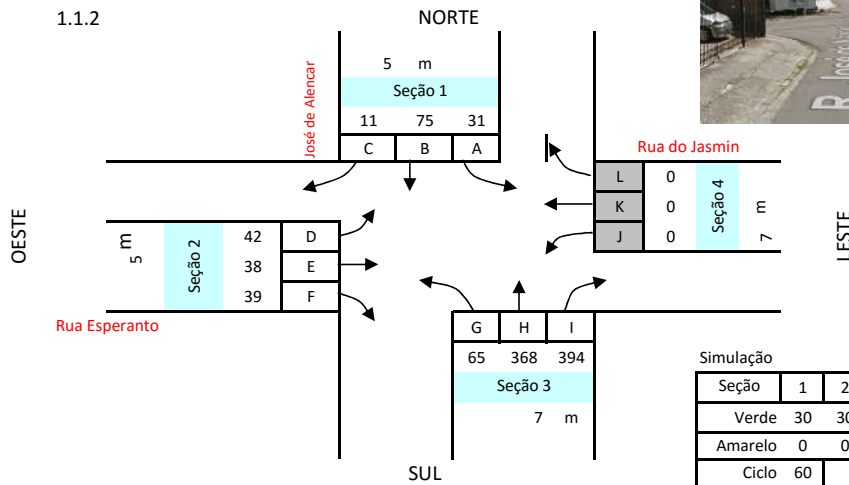 1.1.2
NORTE
5 m
Seção 1
José de Alencar
11 75 31
C B A
Rua do Jasmin
L 0
K 0
J 0
Seção 4
7 m
OESTE
LESTE
5 m
Seção 2
42 D
38 E
39 F
Rua Esperanto
G H I
65 368 394
Seção 3
7 m
SUL
Simulação
Seção 1 2
Verde 30 30
Amarelo 0 0
Ciclo 60